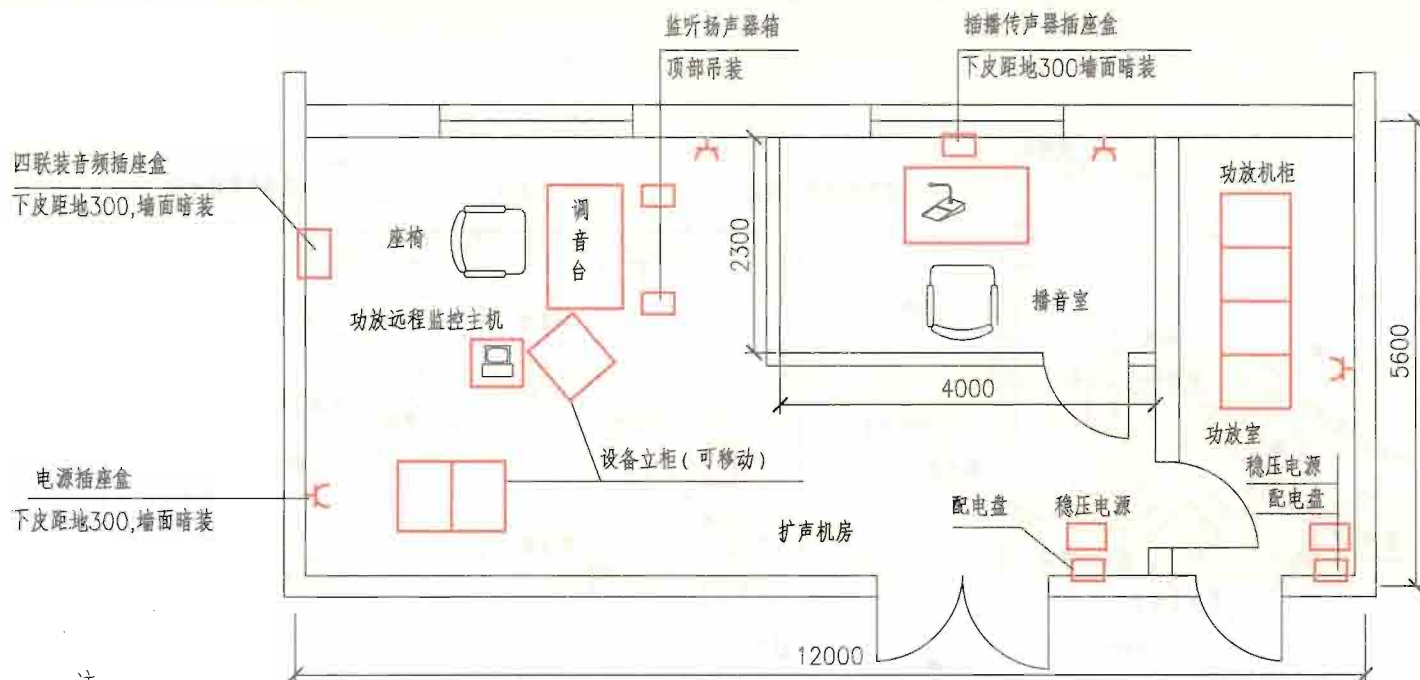 监听扬声器箱
顶部吊装
插播传声器插座盒
下皮距地300墙面暗装
四联装音频插座盒
下皮距地300,墙面暗装
座椅
调音台
功放机柜
2300
播音室
功放远程监控主机
5600
4000
功放室
设备立柜(可移动)
稳压电源
配电盘
电源插座盒
下皮距地300,墙面暗装
配电盘
稳压电源
扩声机房
12000